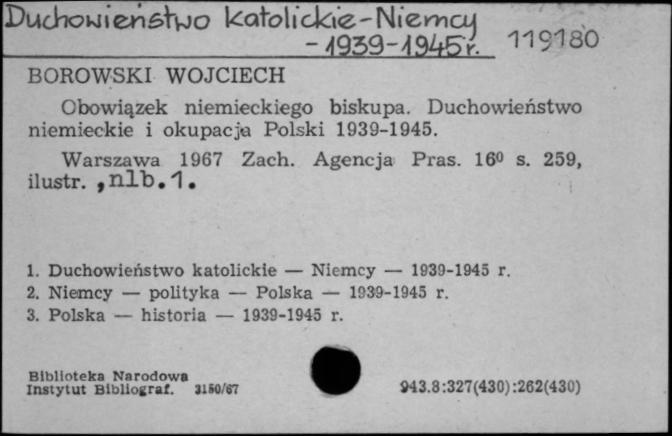 Duchowieństwo katolickie-Niemcy
-1939-1945 r. 119180
BOROWSKI WOJCIECH
Obowiązek niemieckiego biskupa. Duchowieństwo
niemieckie i okupacja Polski 1939-1945.
Warszawa 1967 Zach. Agencja Pras. 16⁰ s. 259,
ilustr. ,nlb.1.
1. Duchowieństwo katolickie — Niemcy — 1939-1945 r.
2. Niemcy — polityka — Polska — 1939-1945 r.
3. Polska — historia — 1939-1945 r.
Biblioteka Narodowa
Instytut Bibliograf. 3150/67 943.8:327(430):262(430)